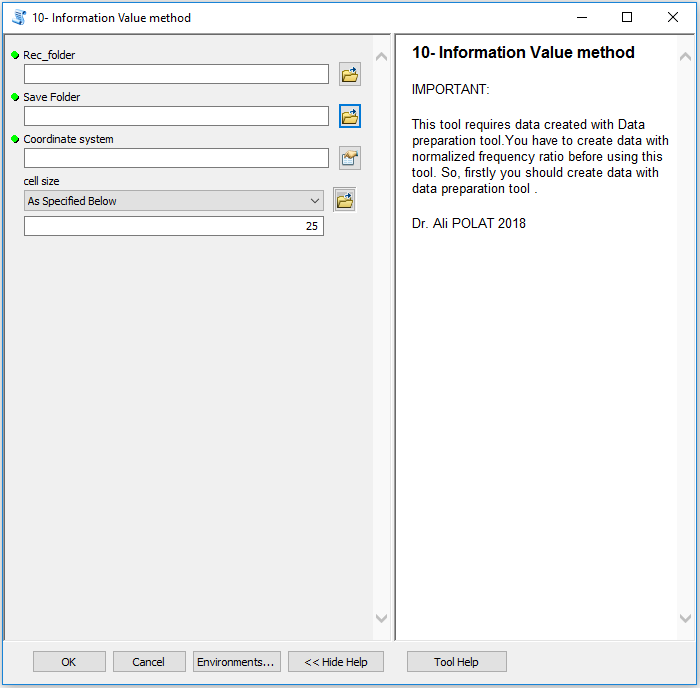 10- Information Value method
Rec_folder
Save Folder
Coordinate system
cell size
As Specified Below
25
10- Information Value method
IMPORTANT:
This tool requires data created with Data
preparation tool.You have to create data with
normalized frequency ratio before using this
tool. So, firstly you should create data with
data preparation tool .
Dr. Ali POLAT 2018
OK
Cancel
Environments...
<< Hide Help
Tool Help